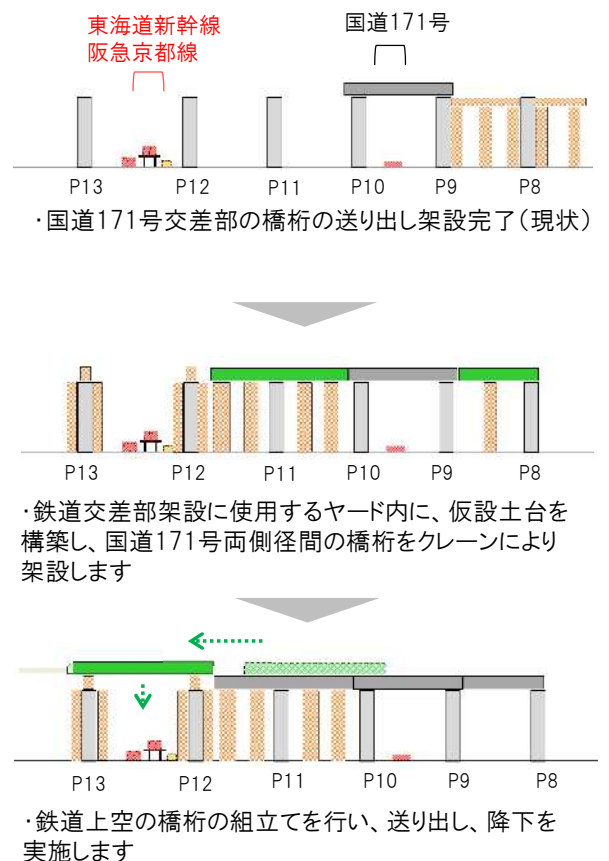 東海道新幹線
阪急京都線
国道171号
P13 P12 P11 P10 P9 P8
・国道171号交差部の橋桁の送り出し架設完了(現状)
P13 P12 P11 P10 P9 P8
・鉄道交差部架設に使用するヤード内に、仮設土台を
構築し、国道171号両側径間の橋桁をクレーンにより
架設します
P13 P12 P11 P10 P9 P8
・鉄道上空の橋桁の組立てを行い、送り出し、降下を
実施します